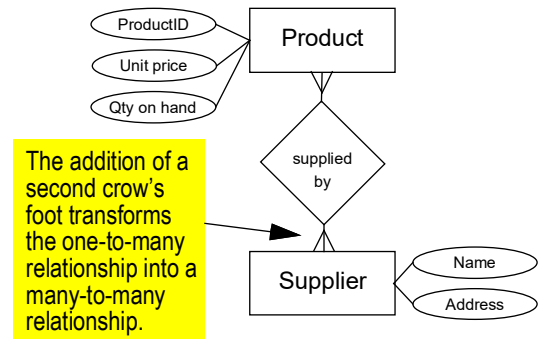 ProductID
Unit price
Qty on hand
Product
supplied
by
The addition of a
second crow's
foot transforms
the one-to-many
relationship into a
many-to-many
relationship.
Supplier
Name
Address